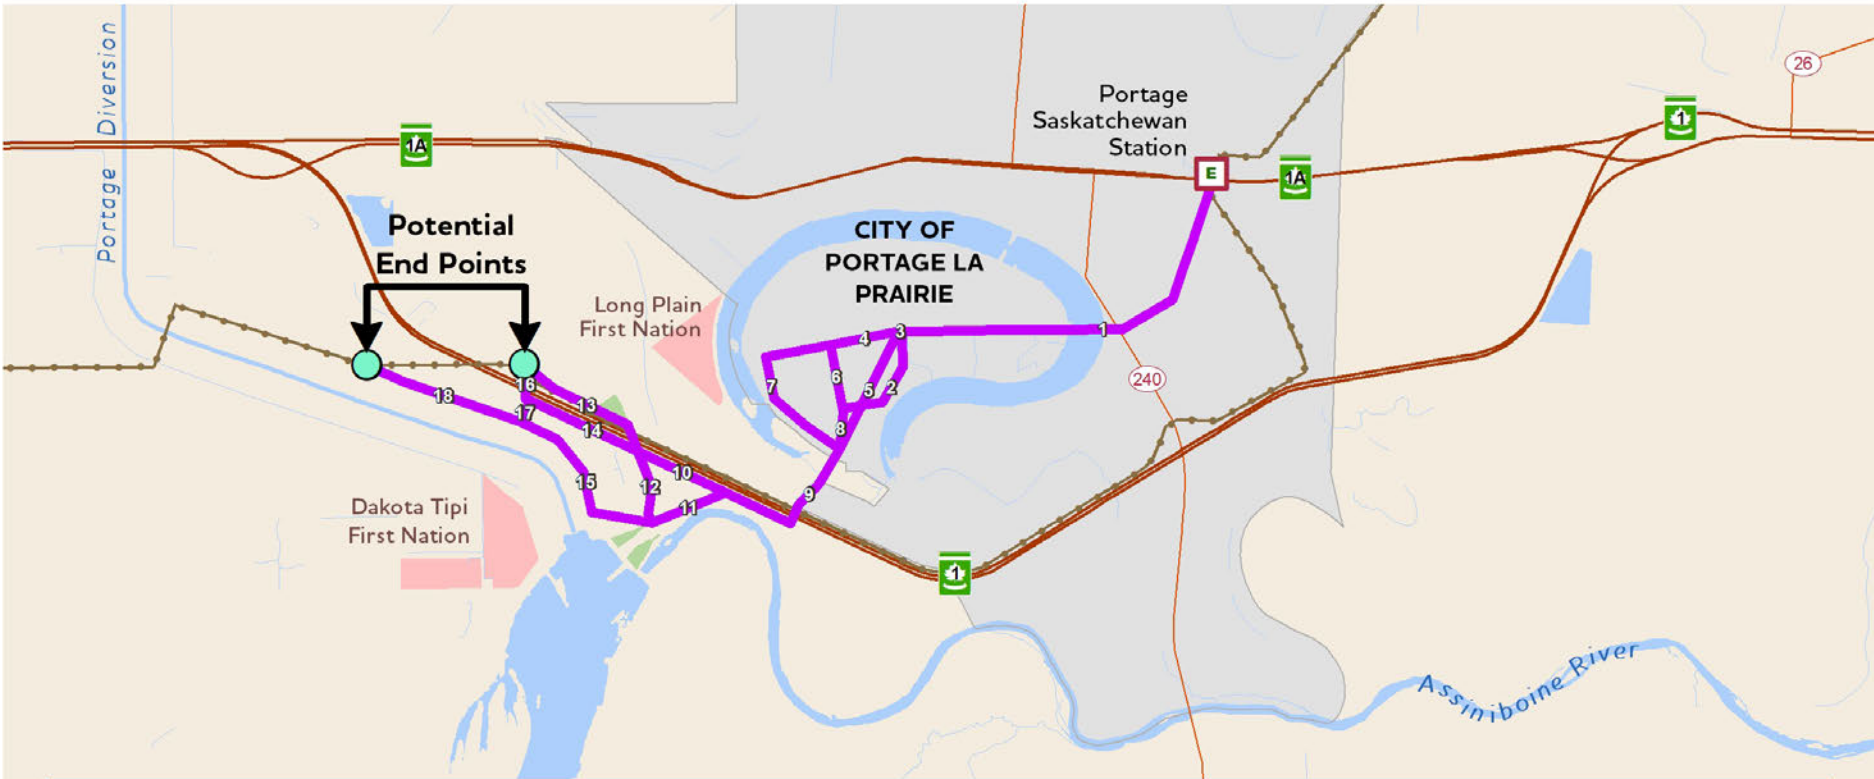 Portage Diversion
1A
26
1
Portage
Saskatchewan
Station
E
1A
Potential
End Points
CITY OF
PORTAGE LA
PRAIRIE
Long Plain
First Nation
1
3
4
240
6
5
2
7
16
18
13
17
14
8
10
15
12
9
11
Dakota Tipi
First Nation
1
Assiniboine River